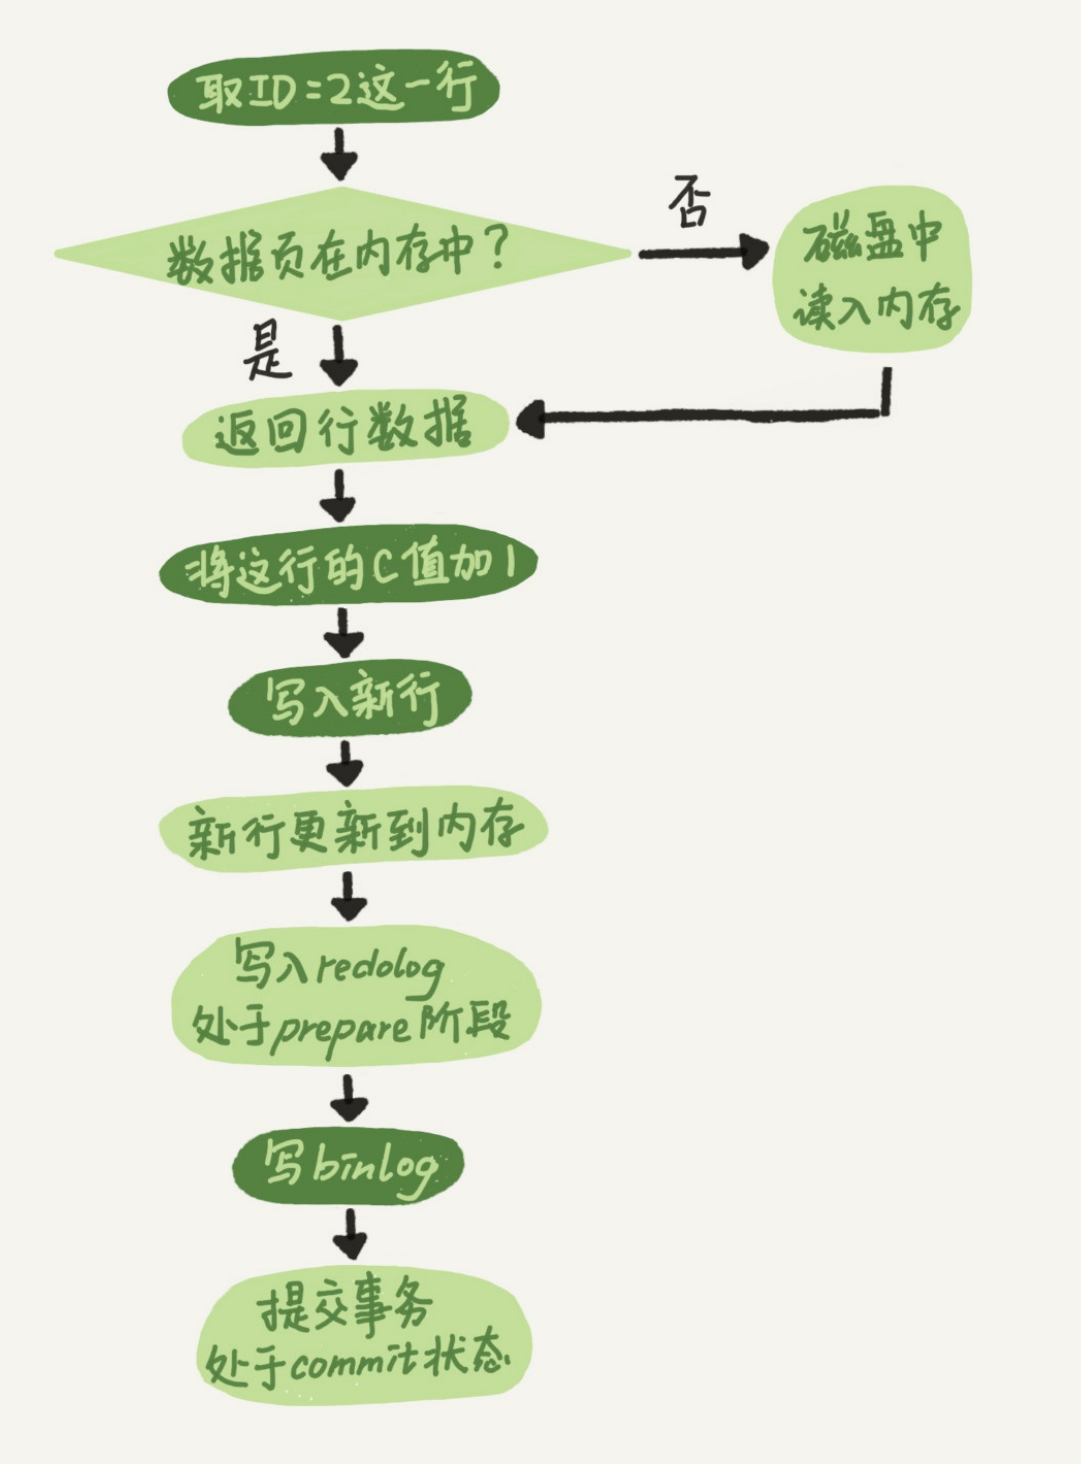 取ID=2这一行
数据页在内存中?
否
磁盘中
读入内存
是
返回行数据
将这行的C值加1
写入新行
新行更新到内存
写入redolog
处于prepare阶段
写binlog
提交事务
处于commit状态